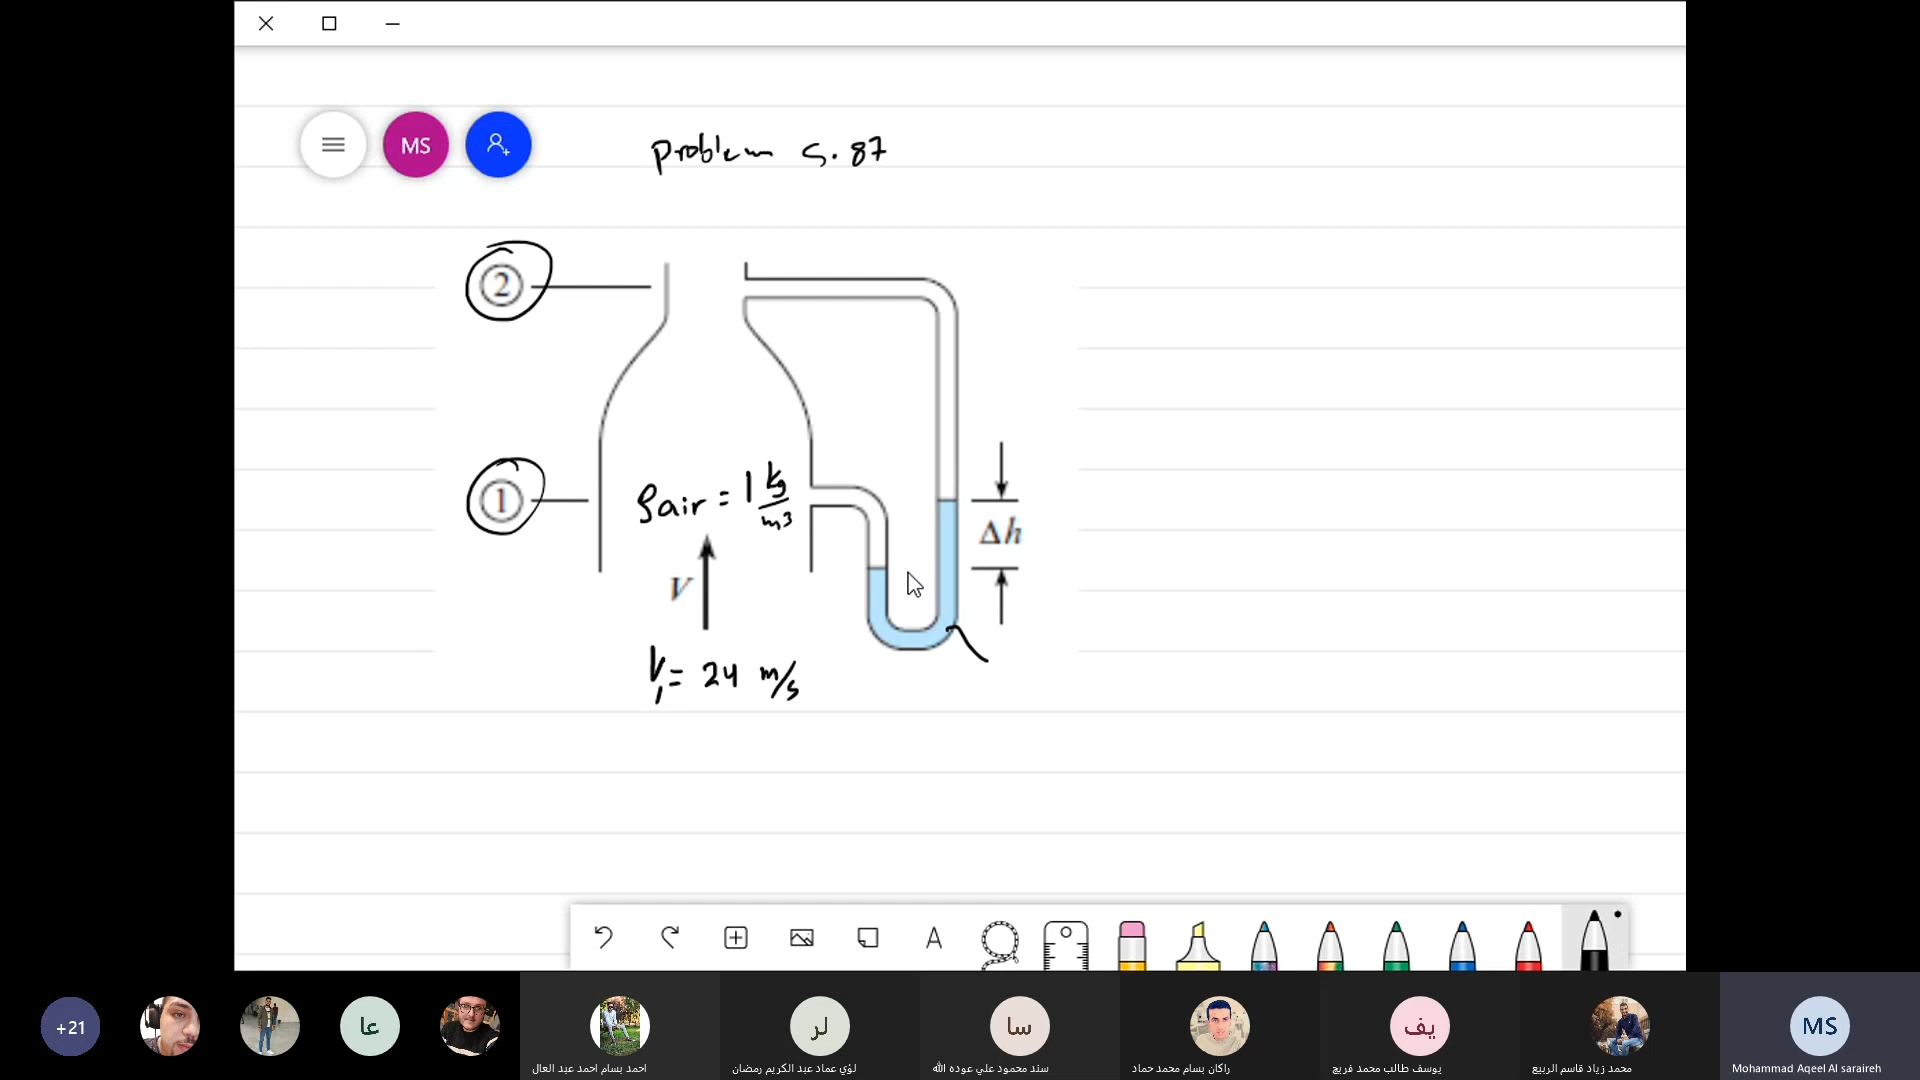 MS
problem 5.87
2
1
ρair = 1 kg/m3
V
V1 = 24 m/s
Δh
A
+21
عا
لر
سا
يف
MS
احمد بسام احمد عبد العال
لؤي عماد عبد الكريم رمضان
سند محمود علي عوده الله
راكان بسام محمد حماد
يوسف طالب محمد فريج
محمد زياد قاسم الربيع
Mohammad Aqeel Al saraireh